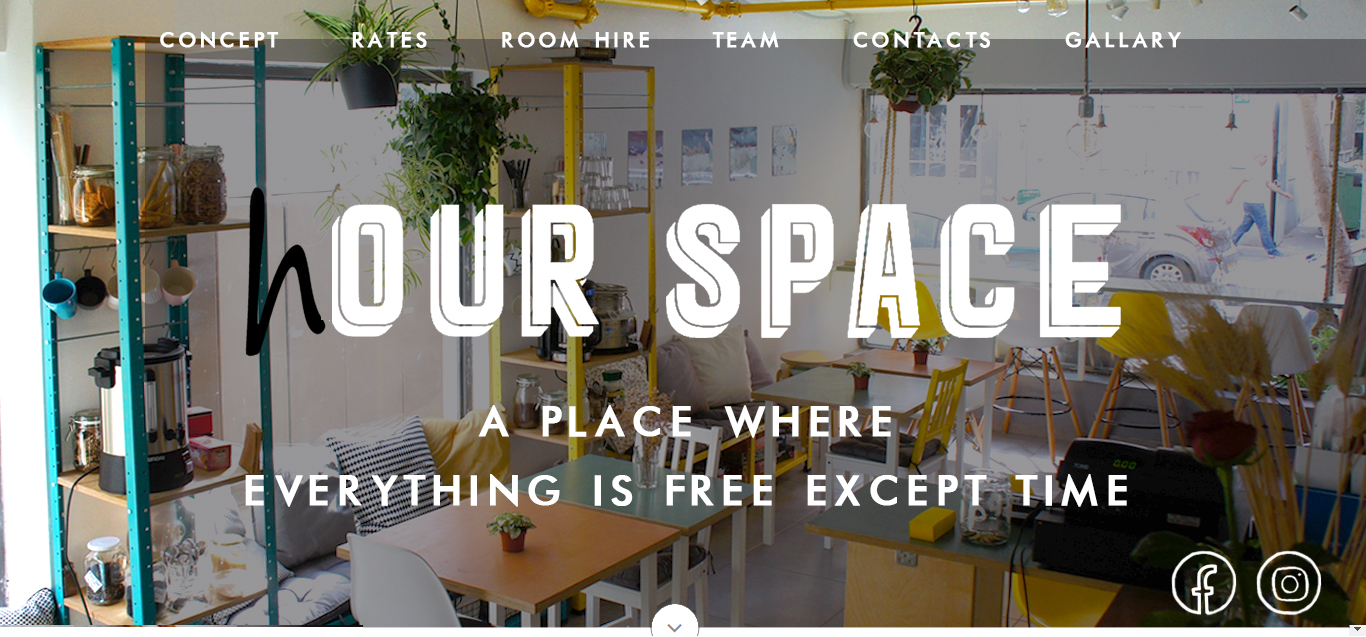 CONCEPT RATES ROOM HIRE TEAM CONTACTS GALLARY
hOUR SPACE
A PLACE WHERE
EVERYTHING IS FREE EXCEPT TIME